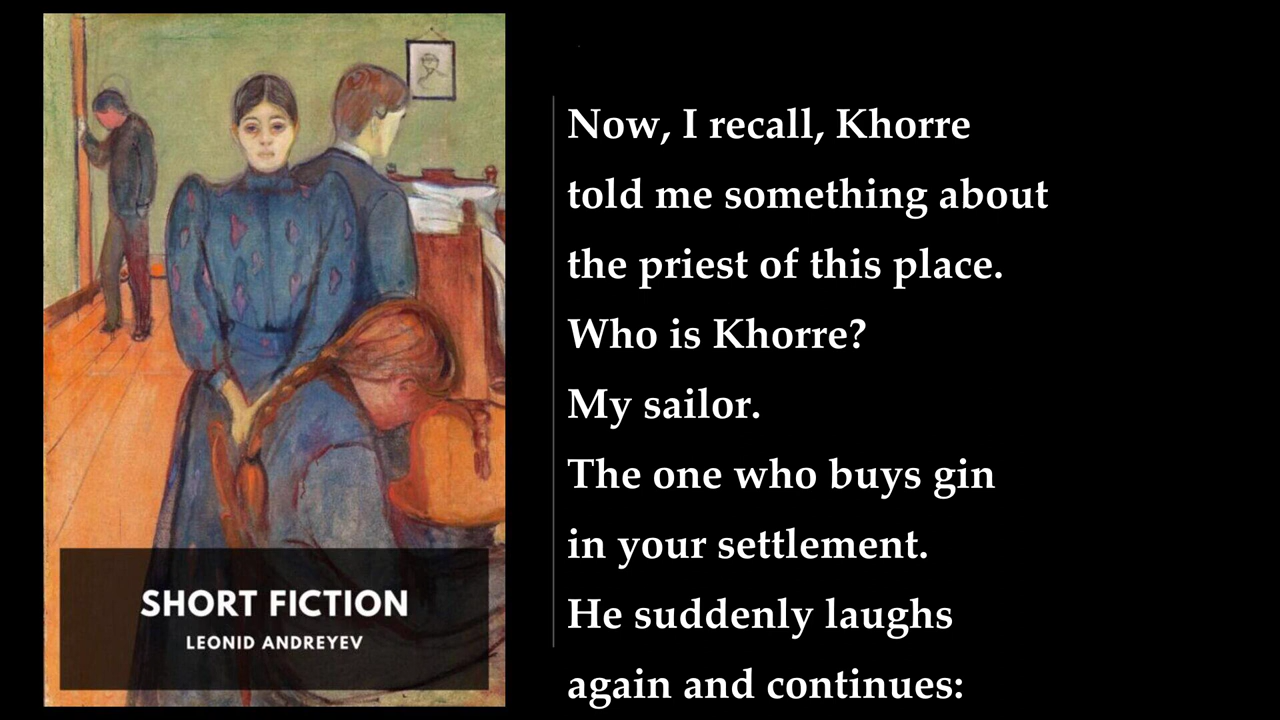 SHORT FICTION
LEONID ANDREYEV
Now, I recall, Khorre
told me something about
the priest of this place.
Who is Khorre?
My sailor.
The one who buys gin
in your settlement.
He suddenly laughs
again and continues: